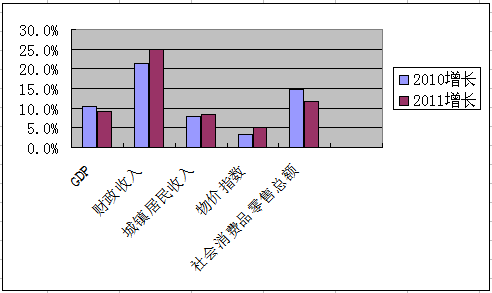 30.0%
25.0%
20.0%
15.0%
10.0%
5.0%
0.0%
GDP
财政收入
城镇居民收入
物价指数
社会消费品零售总额
2010增长
2011增长